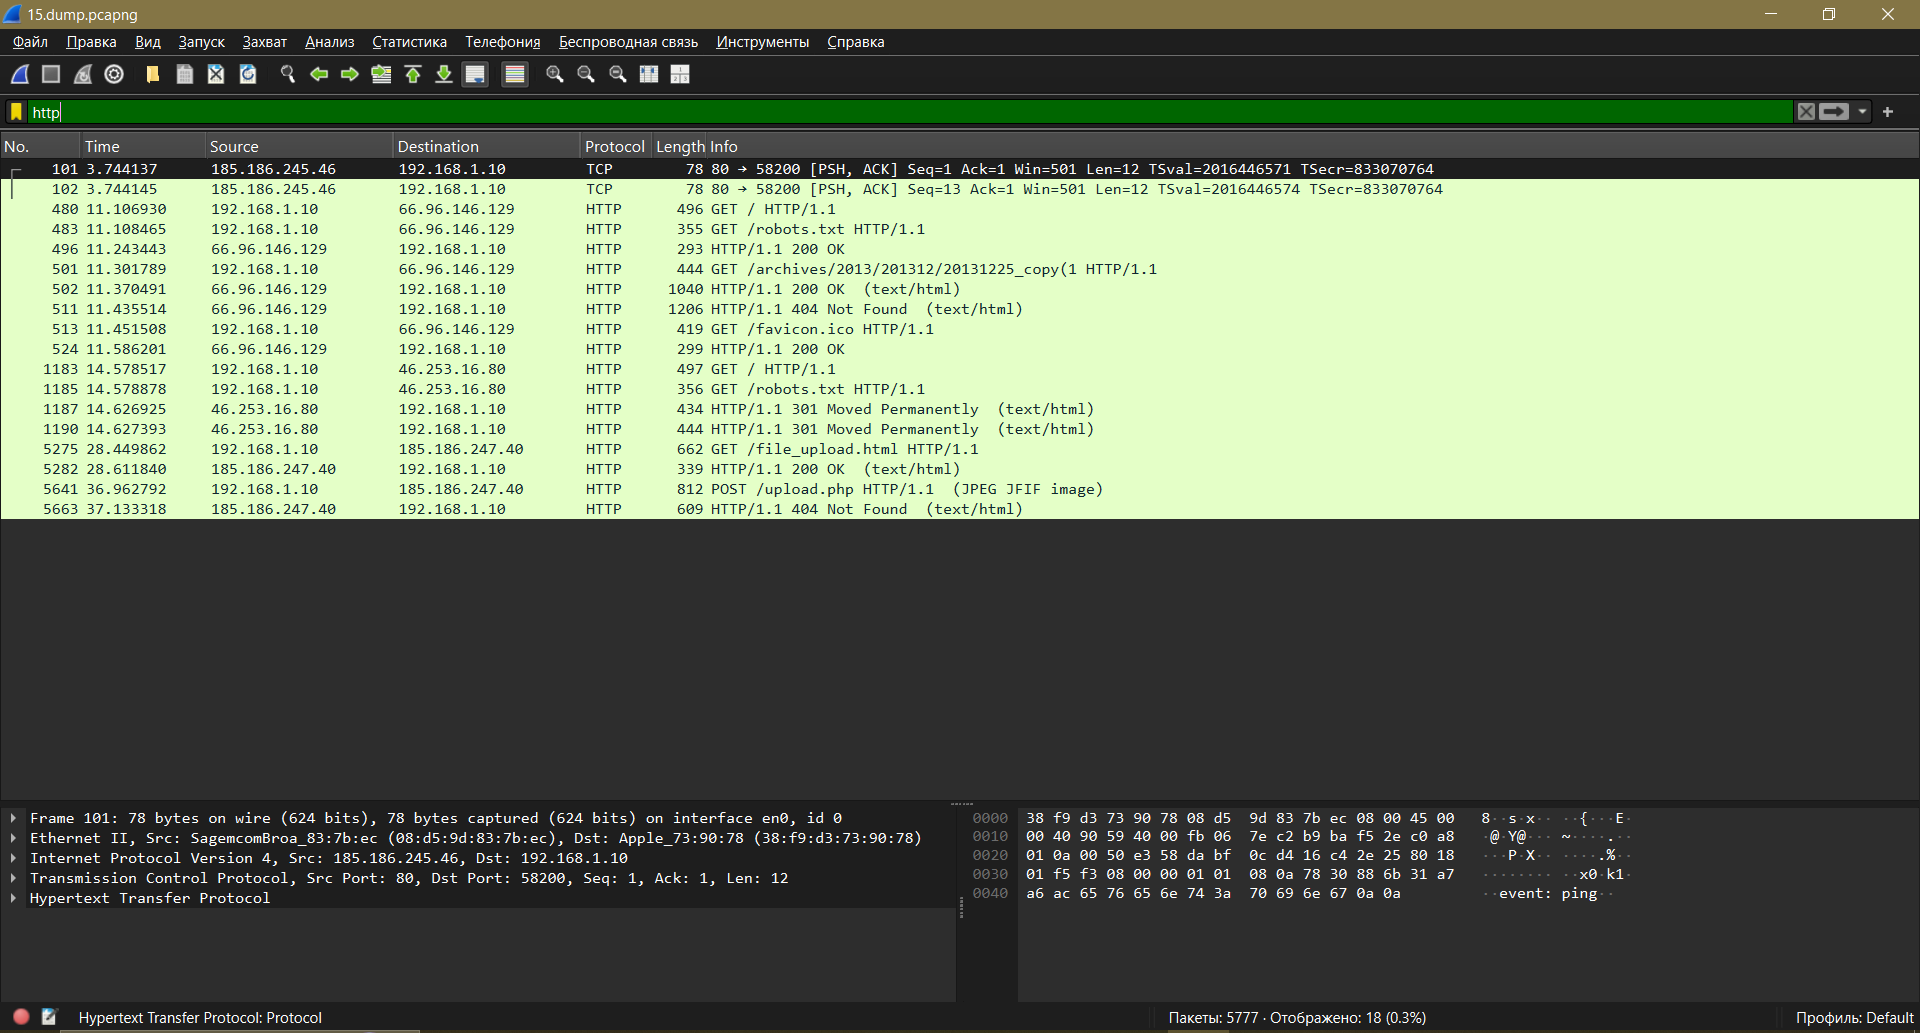 15.dump.pcapng
Файл Правка Вид Запуск Захват Анализ Статистика Телефония Беспроводная связь Инструменты Справка
http
No. Time Source Destination Protocol Length Info
101 3.744137 185.186.245.46 192.168.1.10 TCP 78 80 → 58200 [PSH, ACK] Seq=1 Ack=1 Win=501 Len=12 TSval=2016446571 TSecr=833070764
102 3.744145 185.186.245.46 192.168.1.10 TCP 78 80 → 58200 [PSH, ACK] Seq=13 Ack=1 Win=501 Len=12 TSval=2016446574 TSecr=833070764
480 11.106930 192.168.1.10 66.96.146.129 HTTP 496 GET / HTTP/1.1
483 11.108465 192.168.1.10 66.96.146.129 HTTP 355 GET /robots.txt HTTP/1.1
496 11.243443 66.96.146.129 192.168.1.10 HTTP 293 HTTP/1.1 200 OK
501 11.301789 192.168.1.10 66.96.146.129 HTTP 444 GET /archives/2013/201312/20131225_copy(1 HTTP/1.1
502 11.370491 66.96.146.129 192.168.1.10 HTTP 1040 HTTP/1.1 200 OK (text/html)
511 11.435514 66.96.146.129 192.168.1.10 HTTP 1206 HTTP/1.1 404 Not Found (text/html)
513 11.451508 192.168.1.10 66.96.146.129 HTTP 419 GET /favicon.ico HTTP/1.1
524 11.586201 66.96.146.129 192.168.1.10 HTTP 299 HTTP/1.1 200 OK
1183 14.578517 192.168.1.10 46.253.16.80 HTTP 497 GET / HTTP/1.1
1185 14.578878 192.168.1.10 46.253.16.80 HTTP 356 GET /robots.txt HTTP/1.1
1187 14.626925 46.253.16.80 192.168.1.10 HTTP 434 HTTP/1.1 301 Moved Permanently (text/html)
1190 14.627393 46.253.16.80 192.168.1.10 HTTP 444 HTTP/1.1 301 Moved Permanently (text/html)
5275 28.449862 192.168.1.10 185.186.247.40 HTTP 662 GET /file_upload.html HTTP/1.1
5282 28.611840 185.186.247.40 192.168.1.10 HTTP 339 HTTP/1.1 200 OK (text/html)
5641 36.962792 192.168.1.10 185.186.247.40 HTTP 812 POST /upload.php HTTP/1.1 (JPEG JFIF image)
5663 37.133318 185.186.247.40 192.168.1.10 HTTP 609 HTTP/1.1 404 Not Found (text/html)
Frame 101: 78 bytes on wire (624 bits), 78 bytes captured (624 bits) on interface en0, id 0
Ethernet II, Src: SagemcomBroa_83:7b:ec (08:d5:9d:83:7b:ec), Dst: Apple_73:90:78 (38:f9:d3:73:90:78)
Internet Protocol Version 4, Src: 185.186.245.46, Dst: 192.168.1.10
Transmission Control Protocol, Src Port: 80, Dst Port: 58200, Seq: 1, Ack: 1, Len: 12
Hypertext Transfer Protocol
0000 38 f9 d3 73 90 78 08 d5 9d 83 7b ec 08 00 45 00 8··s·x·· ··{···E·
0010 00 40 90 59 40 00 fb 06 7e c2 b9 ba f5 2e c0 a8 ·@·Y@··· ~····.··
0020 01 0a 00 50 e3 58 da bf 0c d4 16 c4 2e 25 80 18 ···P·X·· ····.%··
0030 01 f5 f3 08 00 00 01 01 08 0a 78 30 88 6b 31 a7 ········ ··x0·k1·
0040 a6 ac 65 76 65 6e 74 3a 70 69 6e 67 0a 0a ··event: ping··
Hypertext Transfer Protocol: Protocol Пакеты: 5777 · Отображено: 18 (0.3%) Профиль: Default